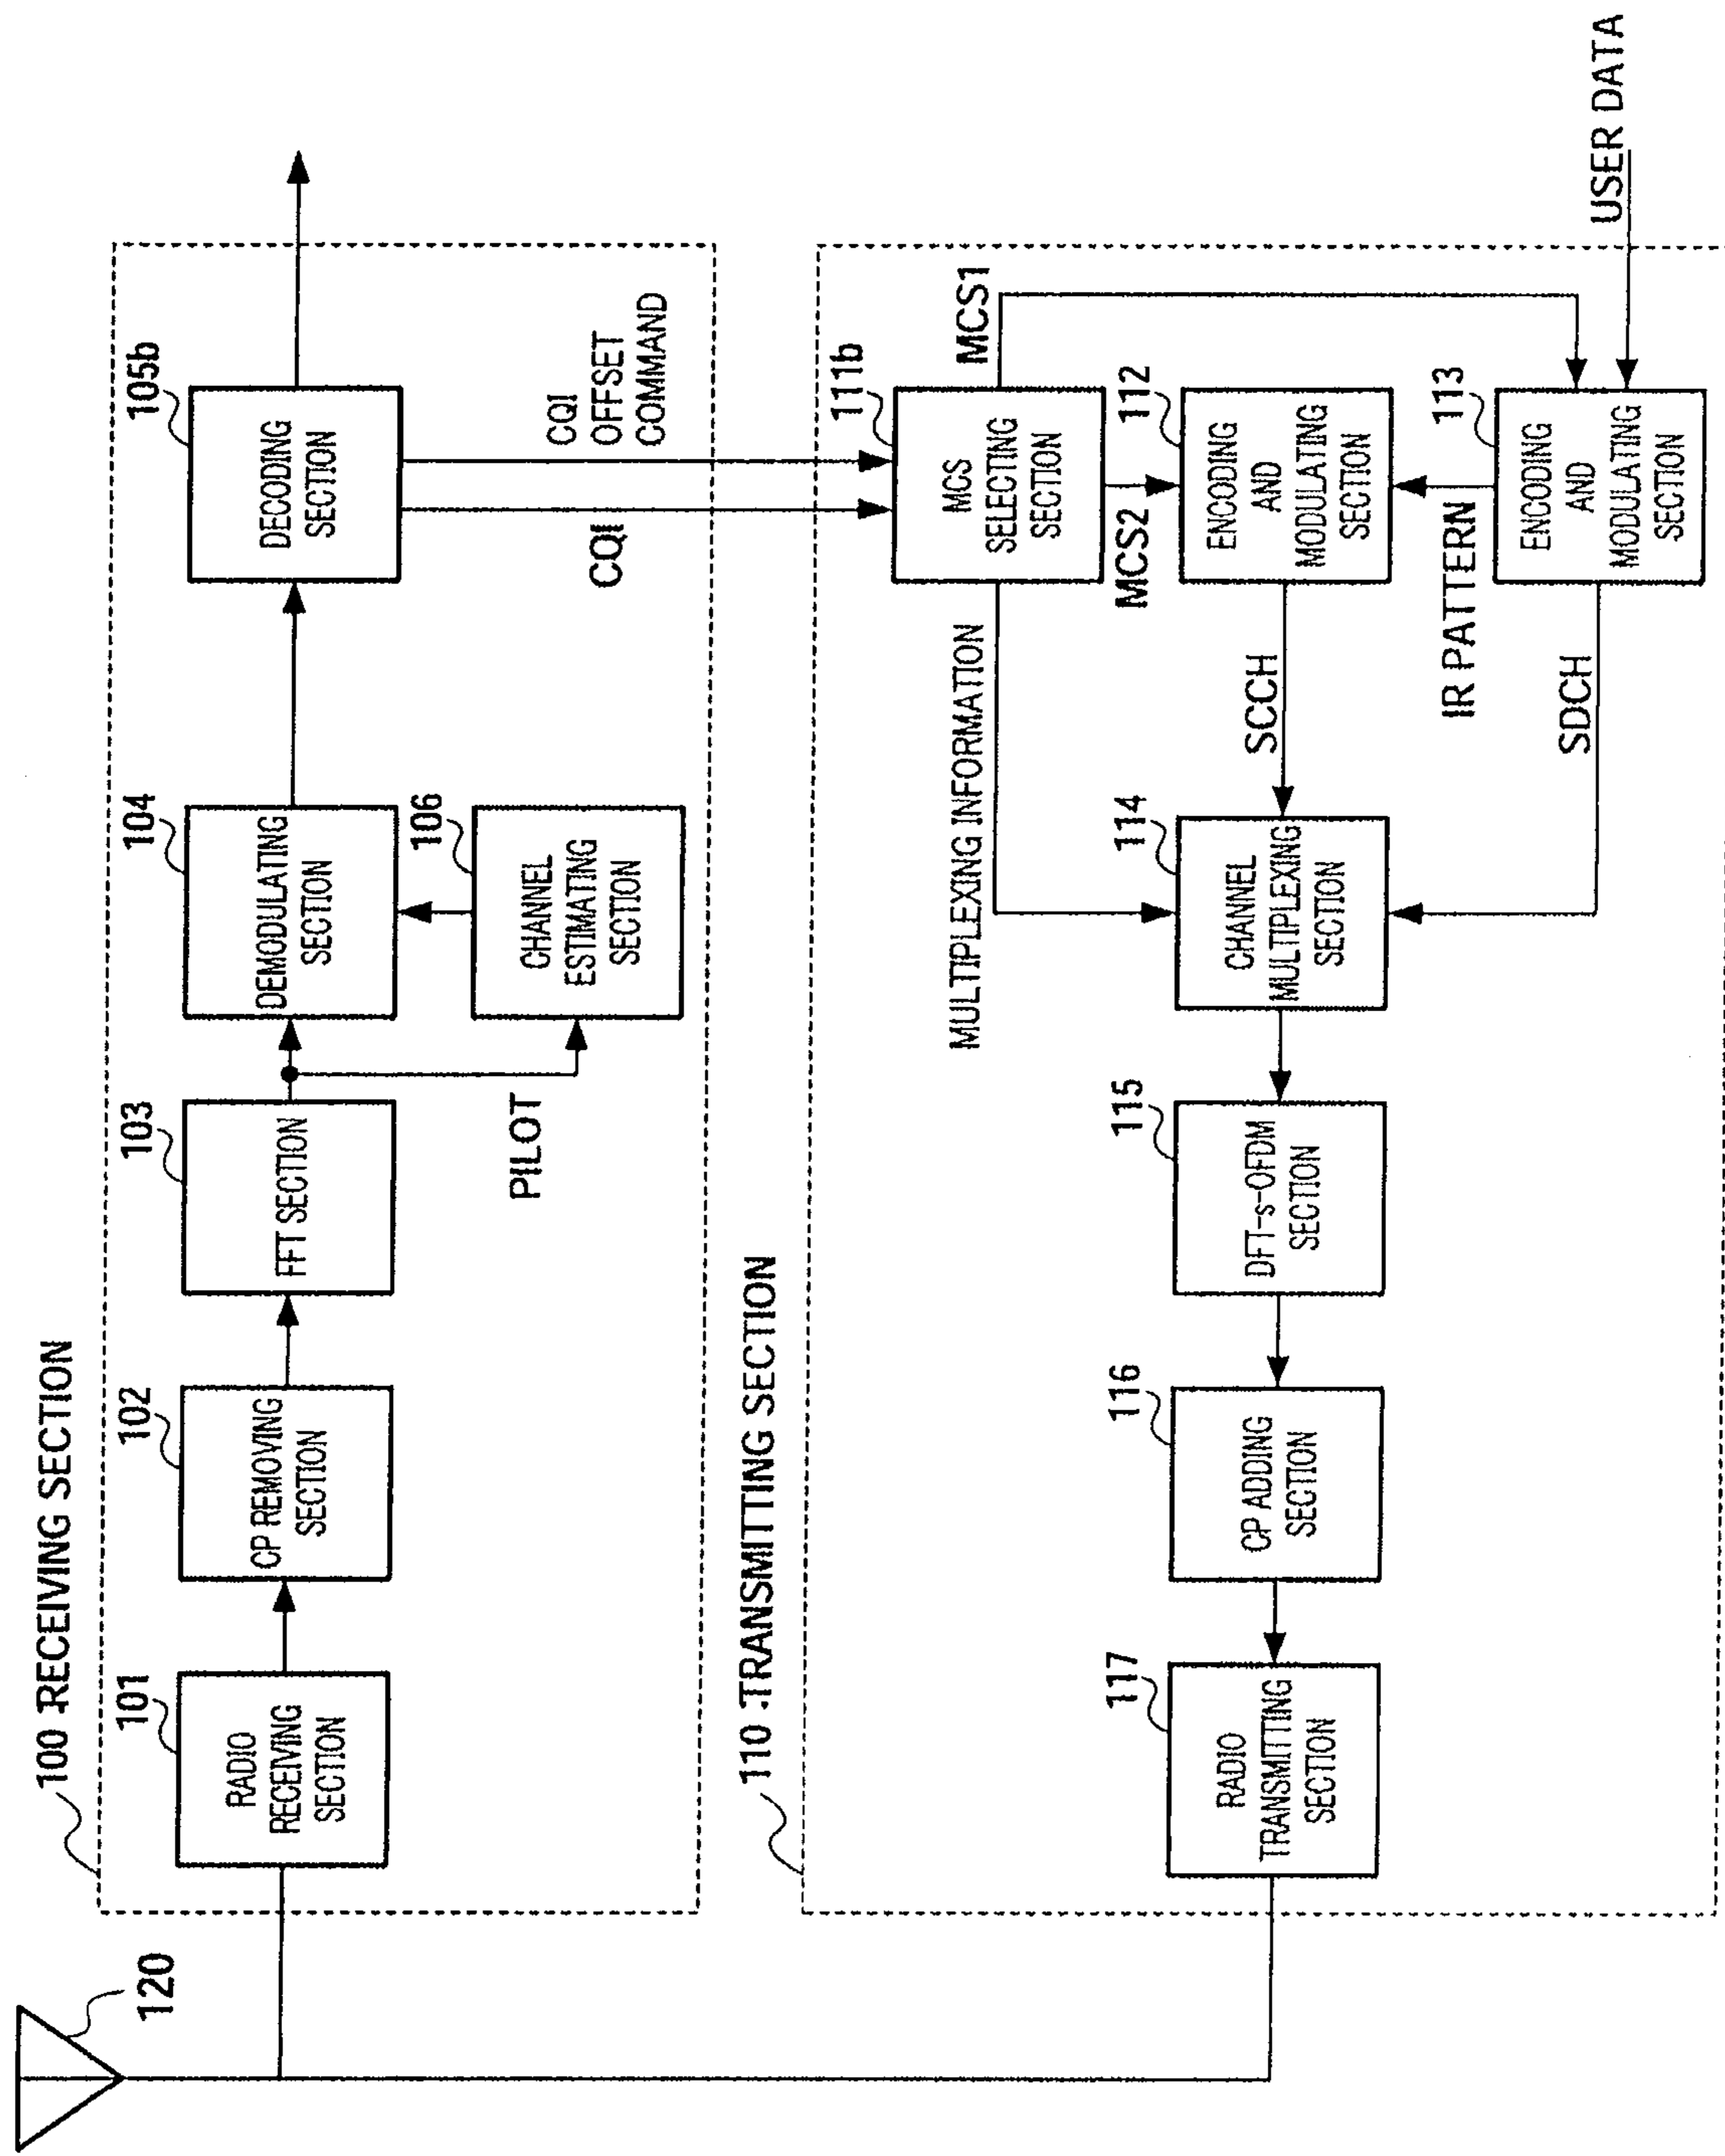 100 :RECEIVING SECTION
120
101
RADIO
RECEIVING
SECTION
102
CP REMOVING
SECTION
103
FFT SECTION
PILOT
104
DEMODULATING
SECTION
106
CHANNEL
ESTIMATING
SECTION
105b
DECODING
SECTION
CQI
CQI
OFFSET
COMMAND
110 :TRANSMITTING SECTION
117
RADIO
TRANSMITTING
SECTION
116
CP ADDING
SECTION
115
DFT-s-OFDM
SECTION
114
CHANNEL
MULTIPLEXING
SECTION
MULTIPLEXING INFORMATION
SCCH
SDCH
111b
MCS
SELECTING
SECTION
MCS1
MCS2
112
ENCODING
AND
MODULATING
SECTION
IR PATTERN
113
ENCODING
AND
MODULATING
SECTION
USER DATA